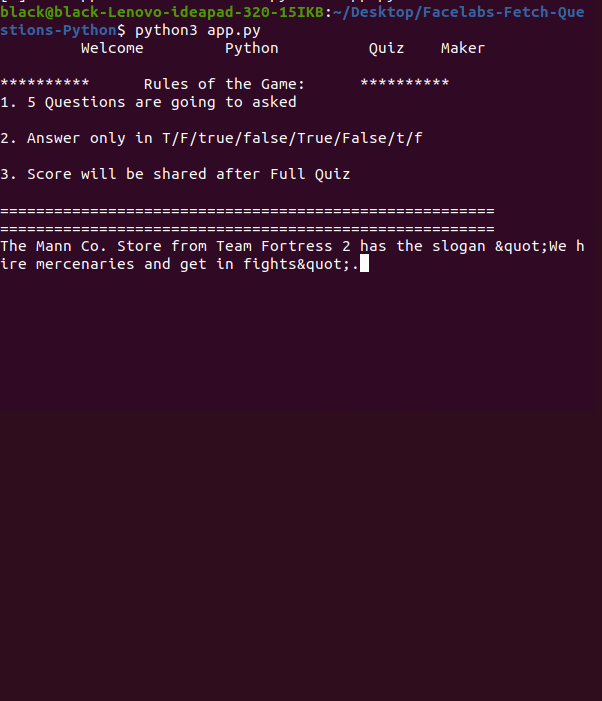 black@black-Lenovo-ideapad-320-15IKB:~/Desktop/Facelabs-Fetch-Que
stions-Python$ python3 app.py
Welcome Python Quiz Maker
********** Rules of the Game: **********
1. 5 Questions are going to asked
2. Answer only in T/F/true/false/True/False/t/f
3. Score will be shared after Full Quiz
=======================================================
=======================================================
The Mann Co. Store from Team Fortress 2 has the slogan &quot;We h
ire mercenaries and get in fights&quot;.